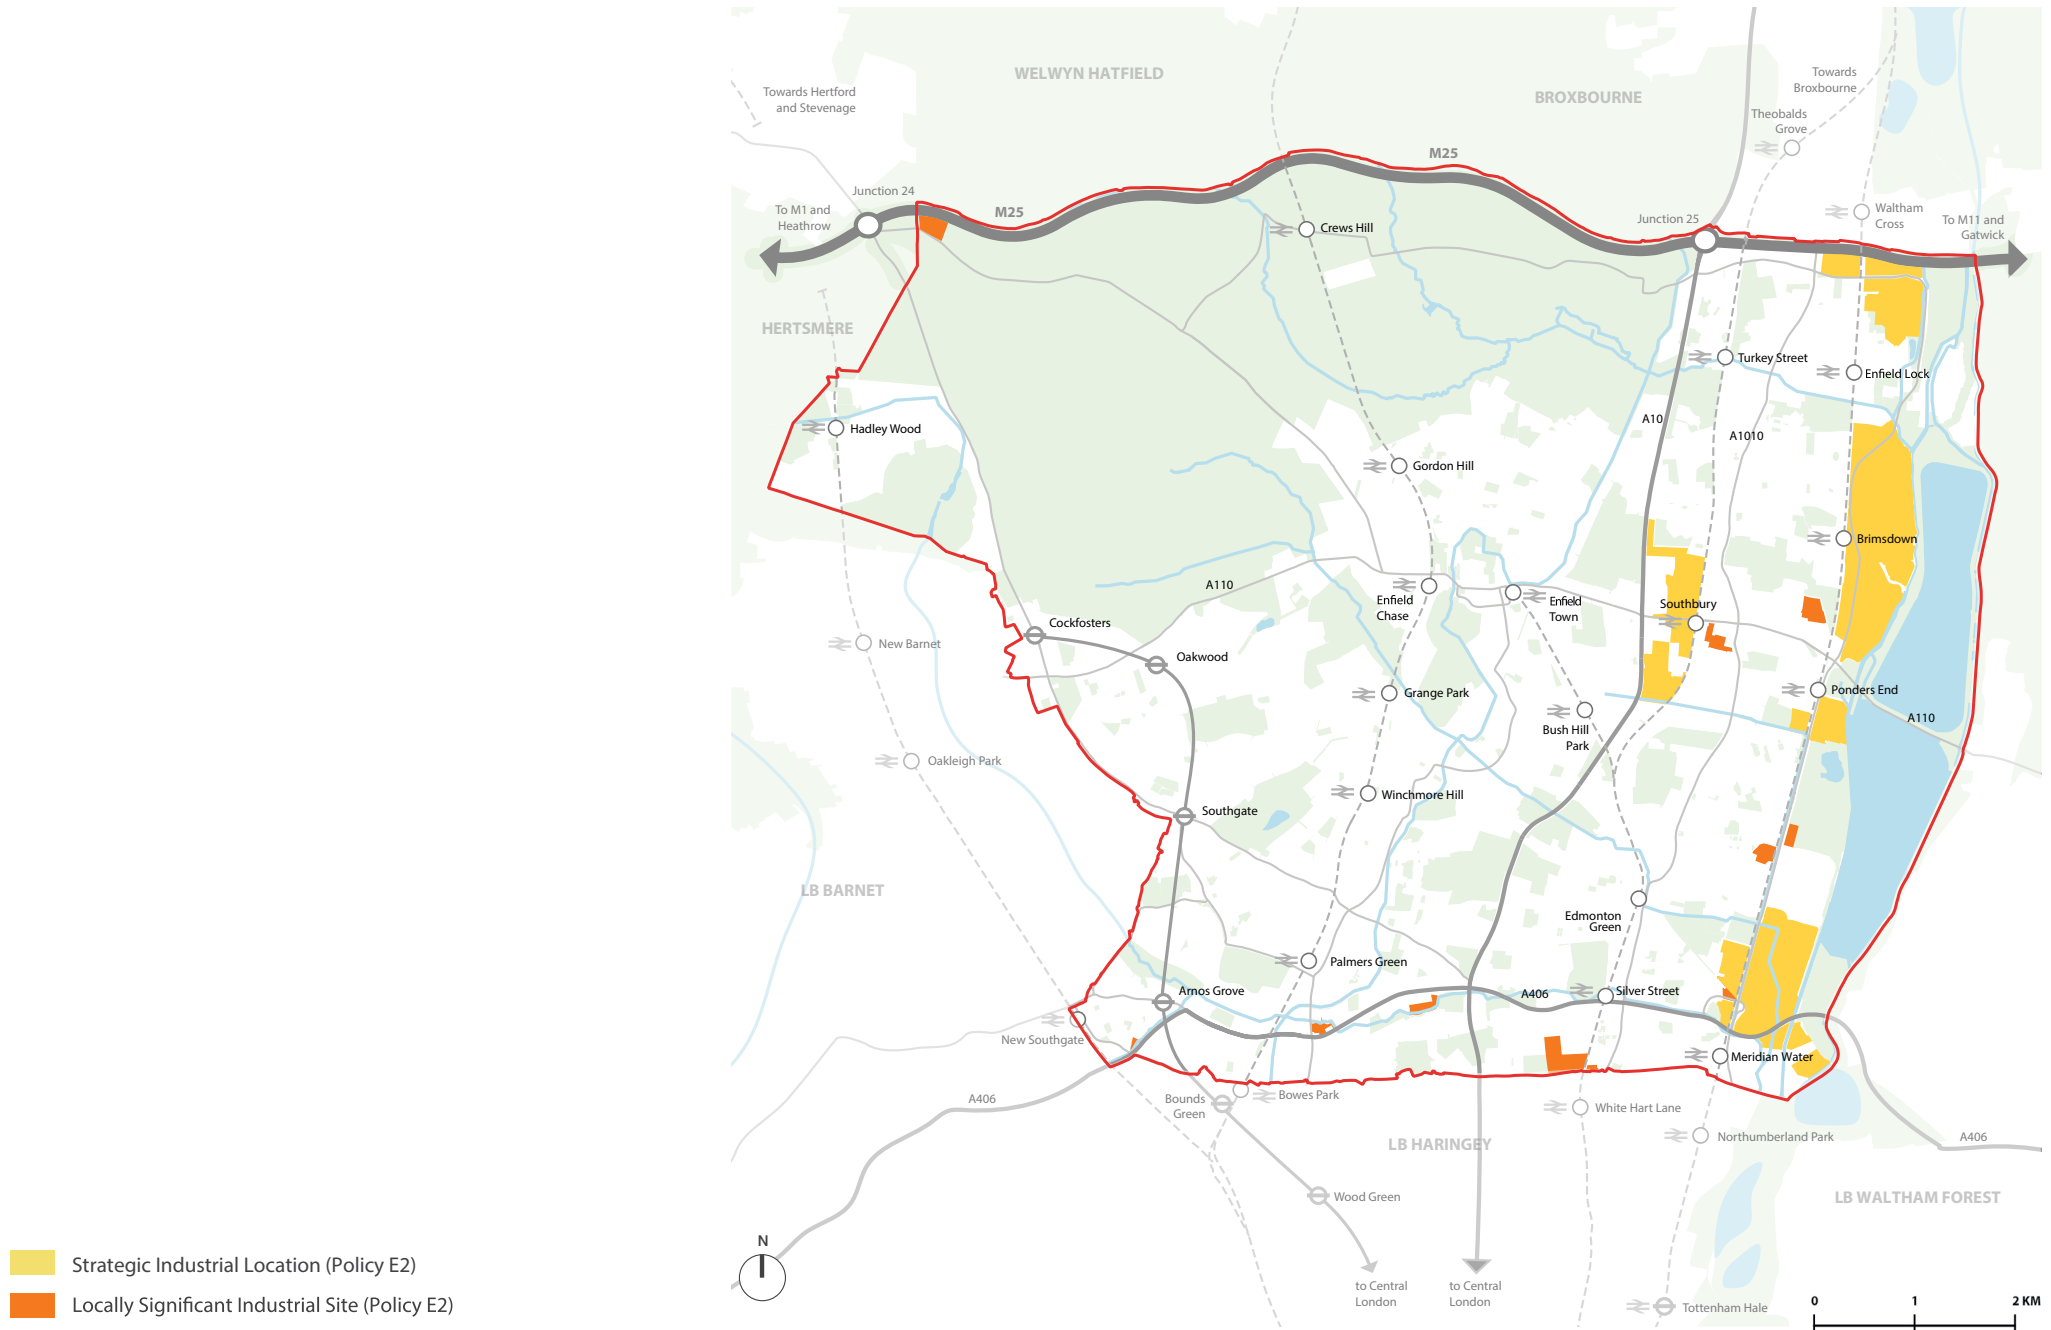 WELWYN HATFIELD
BROXBOURNE
Towards
Broxbourne
Towards Hertford
and Stevenage
Theobalds
Grove
M25
Junction 24
To M1 and
Heathrow
M25
Waltham
Cross
Junction 25
To M11 and
Gatwick
Crews Hill
HERTSMERE
Turkey Street
Enfield Lock
Hadley Wood
A10
A1010
Gordon Hill
Brimsdown
A110
Enfield
Chase
Enfield
Town
Southbury
Cockfosters
New Barnet
Oakwood
Grange Park
Ponders End
A110
Bush Hill
Park
Oakleigh Park
Winchmore Hill
Southgate
LB BARNET
Edmonton
Green
Palmers Green
Arnos Grove
A406
Silver Street
New Southgate
Meridian Water
A406
Bounds
Green
Bowes Park
White Hart Lane
LB HARINGEY
Northumberland Park
A406
Wood Green
LB WALTHAM FOREST
N
Strategic Industrial Location (Policy E2)
Locally Significant Industrial Site (Policy E2)
to Central
London
to Central
London
Tottenham Hale
0 1 2 KM